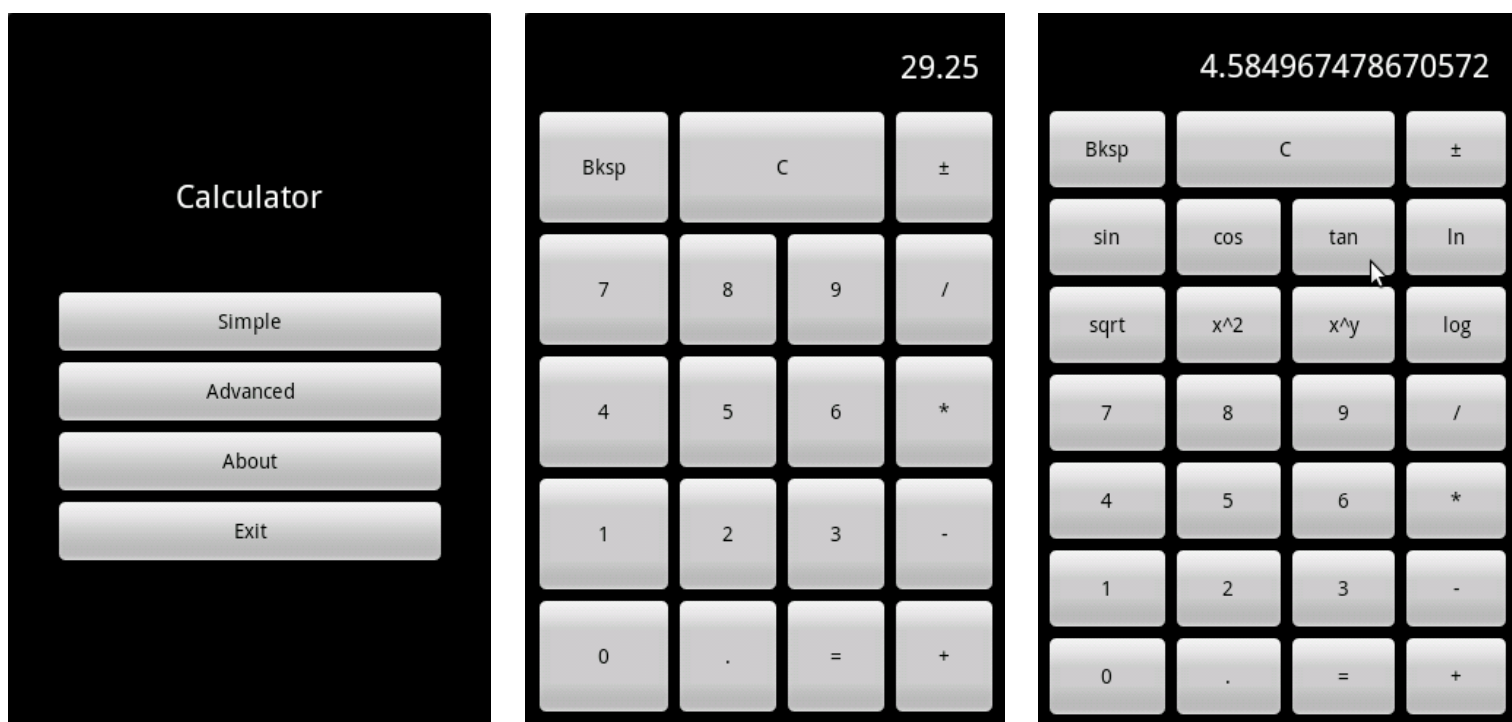 Calculator
Simple
Advanced
About
Exit
29.25
Bksp C ±
7 8 9 /
4 5 6 *
1 2 3 -
0 . = +
4.584967478670572
Bksp C ±
sin cos tan ln
sqrt x^2 x^y log
7 8 9 /
4 5 6 *
1 2 3 -
0 . = +